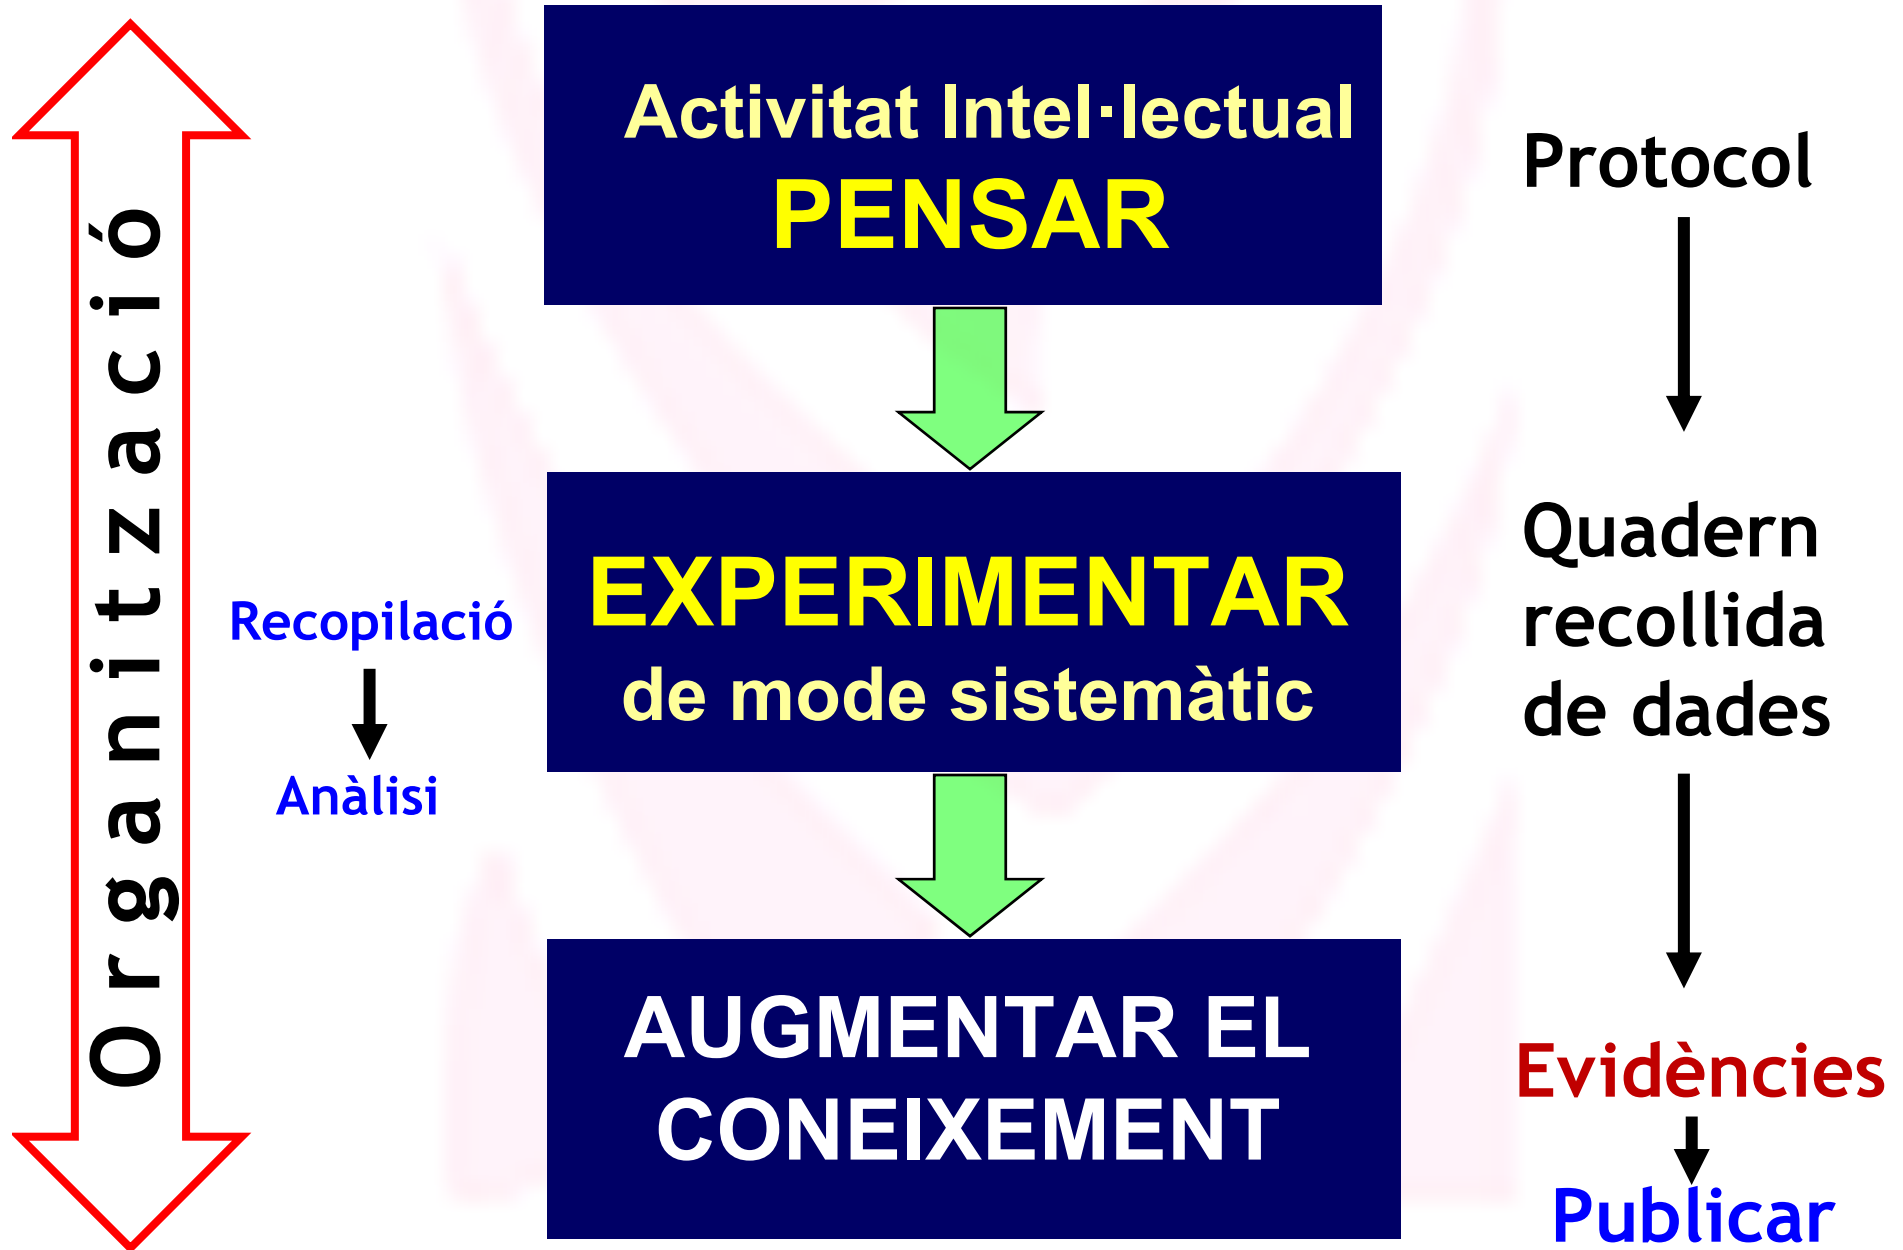 Organització
Activitat Intel·lectual
PENSAR
Protocol
Recopilació
Anàlisi
EXPERIMENTAR
de mode sistemàtic
Quadern
recollida
de dades
AUGMENTAR EL
CONEIXEMENT
Evidències
Publicar